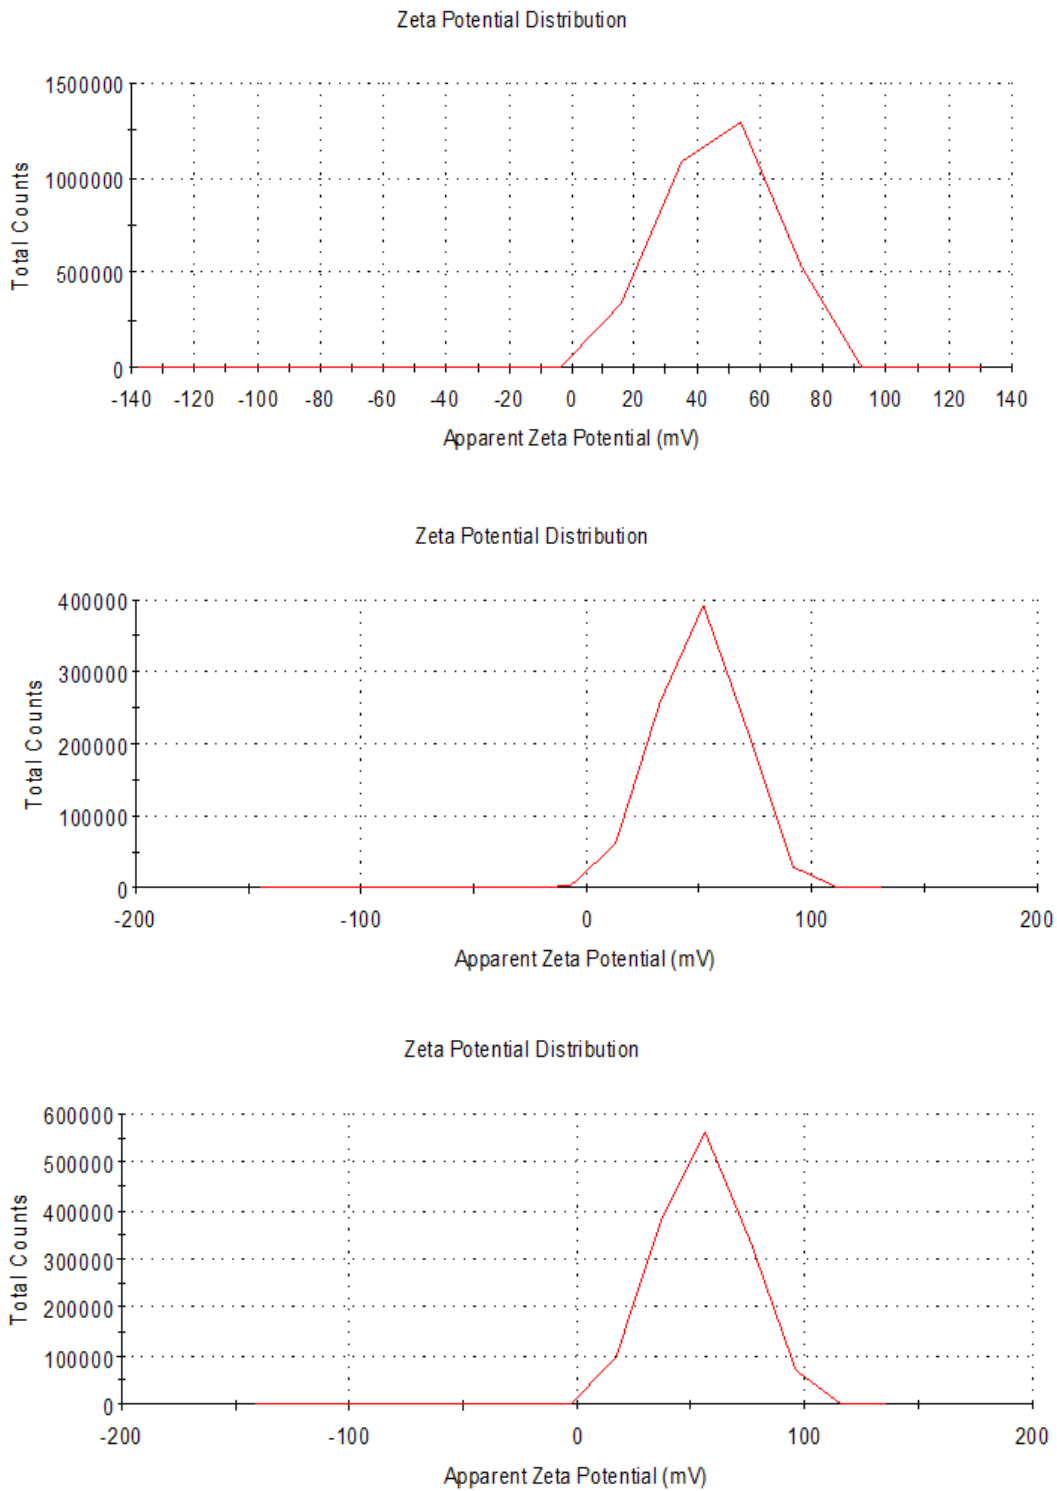 Zeta Potential Distribution
1500000
1000000
500000
0
Total Counts
-140 -120 -100 -80 -60 -40 -20 0 20 40 60 80 100 120 140
Apparent Zeta Potential (mV)
Zeta Potential Distribution
400000
300000
200000
100000
0
Total Counts
-200 -100 0 100 200
Apparent Zeta Potential (mV)
Zeta Potential Distribution
600000
500000
400000
300000
200000
100000
0
Total Counts
-200 -100 0 100 200
Apparent Zeta Potential (mV)